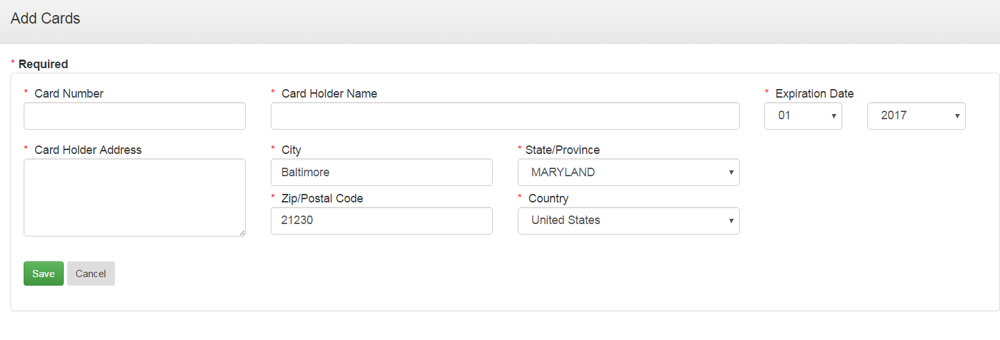 Add Cards
* Required
* Card Number * Card Holder Name * Expiration Date
01 2017
* Card Holder Address * City * State/Province
Baltimore MARYLAND
* Zip/Postal Code * Country
21230 United States
Save Cancel